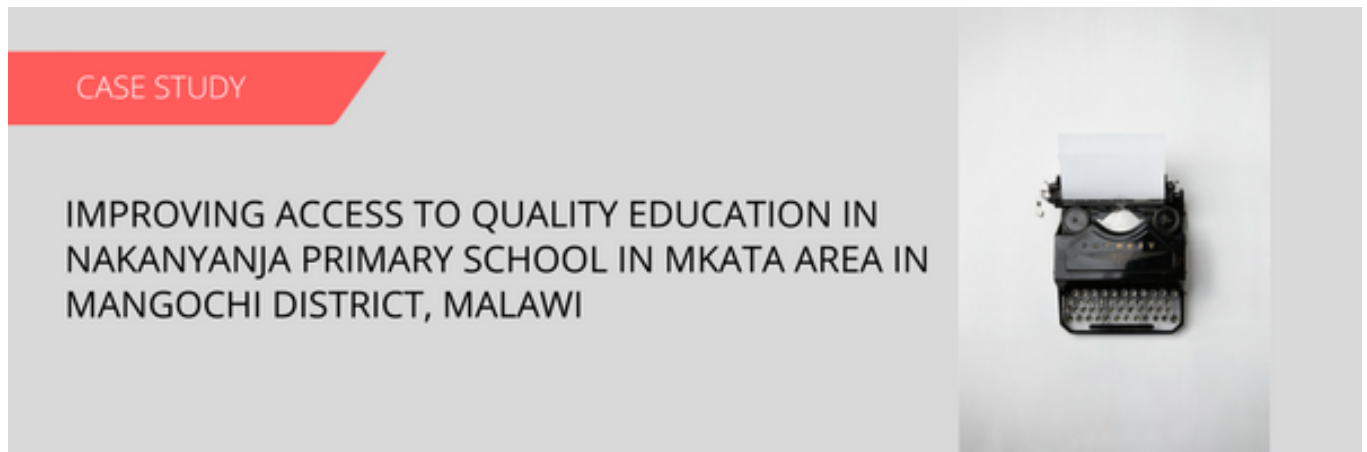 CASE STUDY
IMPROVING ACCESS TO QUALITY EDUCATION IN
NAKANYANJA PRIMARY SCHOOL IN MKATA AREA IN
MANGOCHI DISTRICT, MALAWI